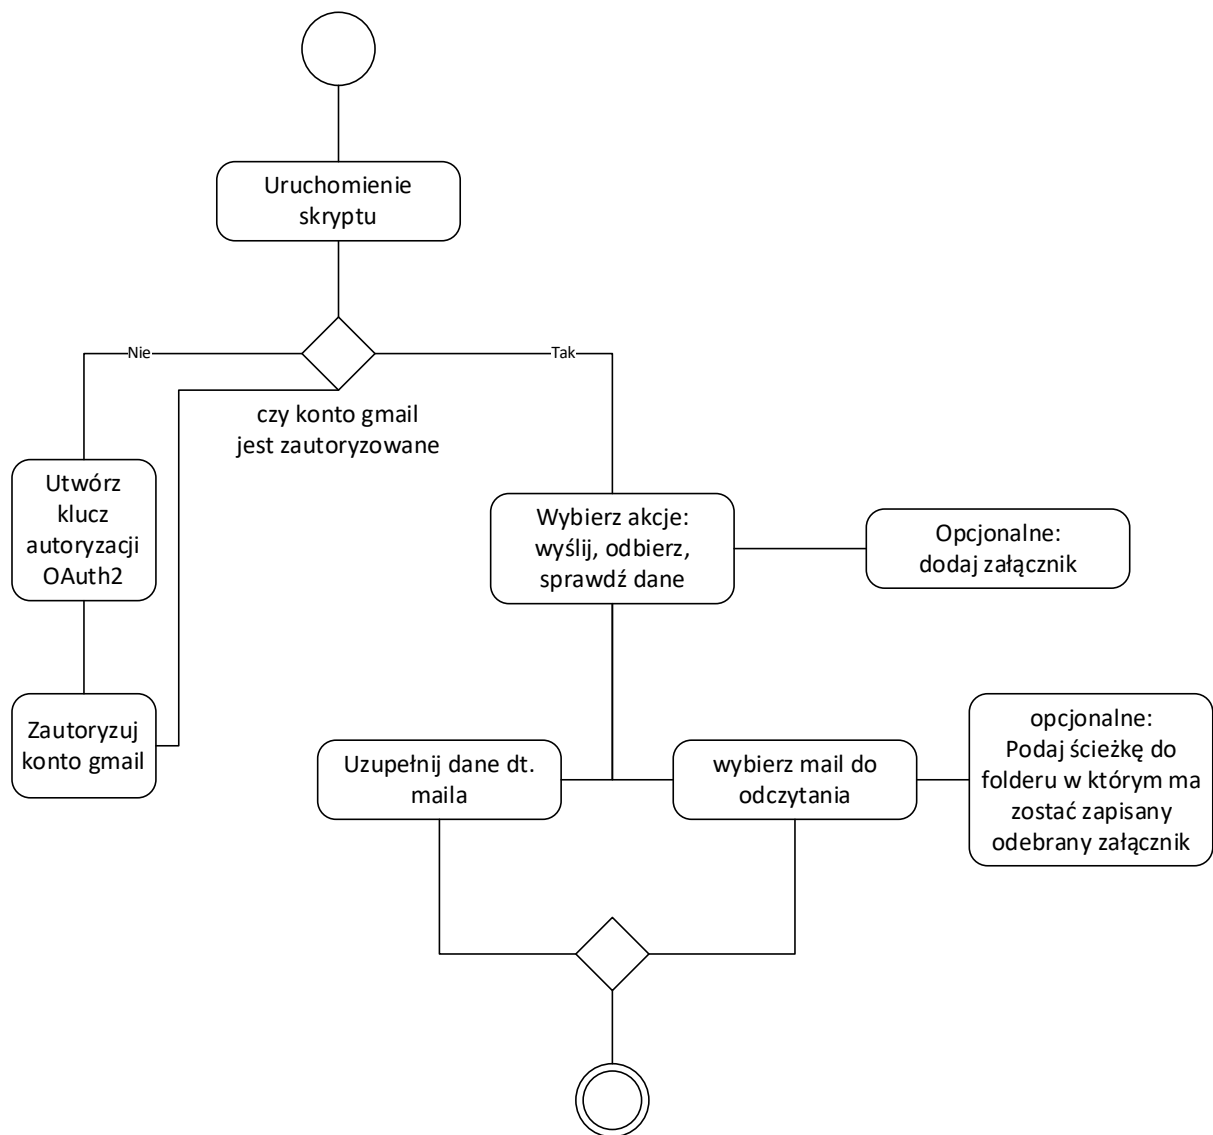 Uruchomienie
skryptu
Nie
Tak
czy konto gmail
jest zautoryzowane
Utwórz
klucz
autoryzacji
OAuth2
Wybierz akcje:
wyślij, odbierz,
sprawdź dane
Opcjonalne:
dodaj załącznik
Zautoryzuj
konto gmail
Uzupełnij dane dt.
maila
wybierz mail do
odczytania
opcjonalne:
Podaj ścieżkę do
folderu w którym ma
zostać zapisany
odebrany załącznik